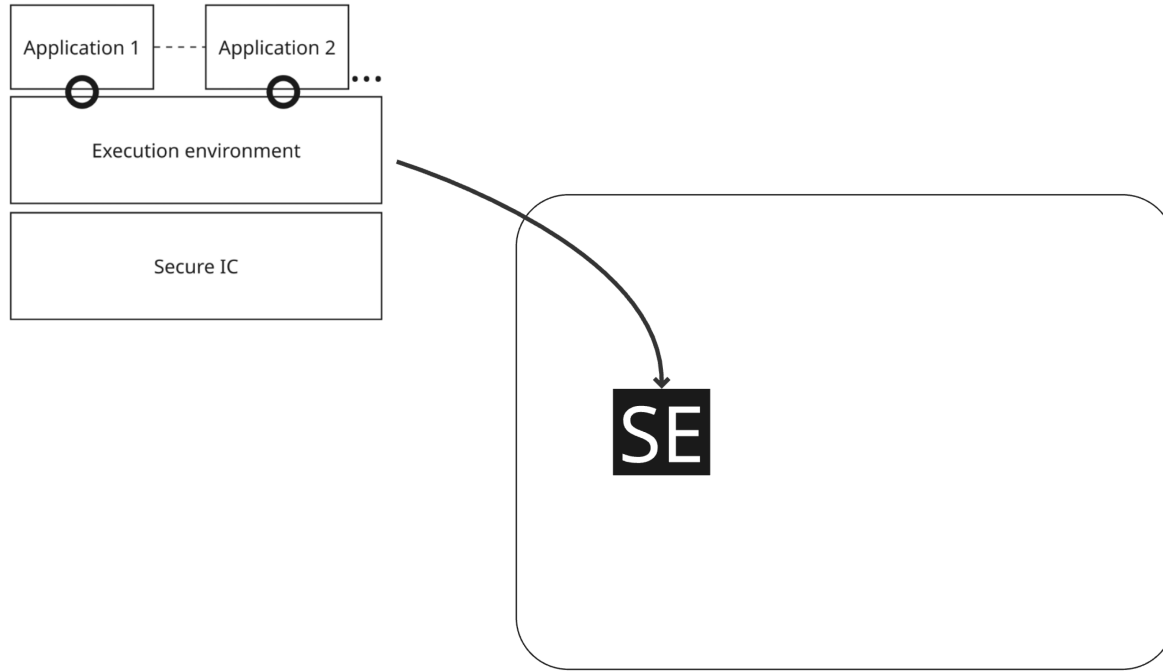 Application 1
Application 2
...
Execution environment
Secure IC
SE